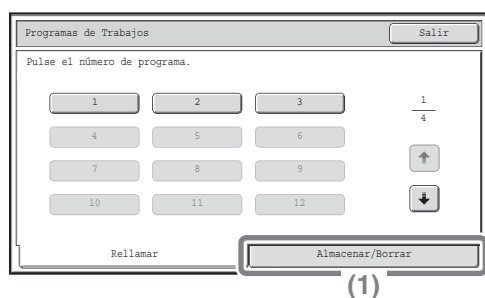 Programas de Trabajos Salir
Pulse el número de programa.
1 2 3 1
4 5 6 4
7 8 9
10 11 12
Rellamar Almacenar/Borrar
(1)